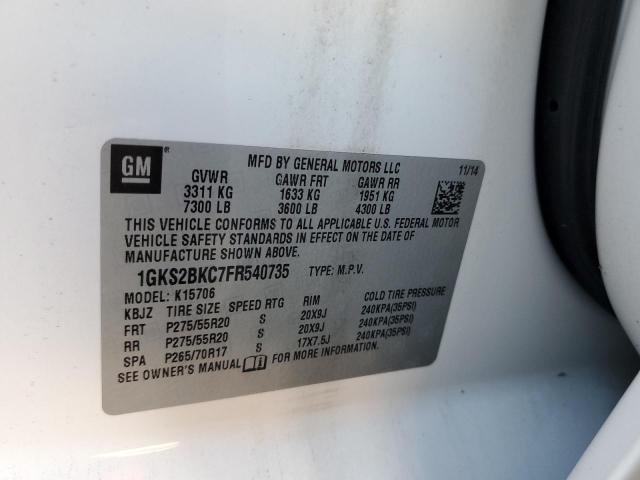 GM
MFD BY GENERAL MOTORS LLC
11/14
GVWR GAWR FRT GAWR RR
3311 KG 1633 KG 1951 KG
7300 LB 3600 LB 4300 LB
THIS VEHICLE CONFORMS TO ALL APPLICABLE U.S. FEDERAL MOTOR
VEHICLE SAFETY STANDARDS IN EFFECT ON THE DATE OF
MANUFACTURE SHOWN ABOVE.
1GKS2BKC7FR540735 TYPE: M.P.V.
MODEL: K15706
KBJZ TIRE SIZE SPEED RTG RIM COLD TIRE PRESSURE
FRT P275/55R20 S 20X9J 240KPA(35PSI)
RR P275/55R20 S 20X9J 240KPA(35PSI)
SPA P265/70R17 S 17X7.5J 240KPA(35PSI)
SEE OWNER'S MANUAL FOR MORE INFORMATION.